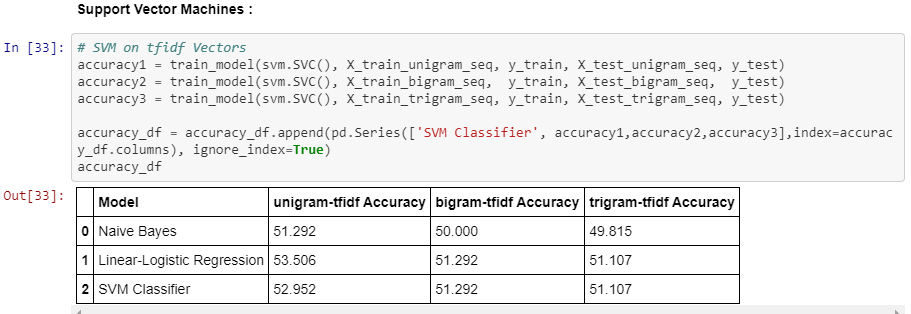 Support Vector Machines :
In [33]: # SVM on tfidf Vectors
accuracy1 = train_model(svm.SVC(), X_train_unigram_seq, y_train, X_test_unigram_seq, y_test)
accuracy2 = train_model(svm.SVC(), X_train_bigram_seq,  y_train, X_test_bigram_seq,  y_test)
accuracy3 = train_model(svm.SVC(), X_train_trigram_seq, y_train, X_test_trigram_seq, y_test)
accuracy_df = accuracy_df.append(pd.Series(['SVM Classifier', accuracy1,accuracy2,accuracy3],index=accurac
y_df.columns), ignore_index=True)
accuracy_df
Out[33]:
Model unigram-tfidf Accuracy bigram-tfidf Accuracy trigram-tfidf Accuracy
0 Naive Bayes 51.292 50.000 49.815
1 Linear-Logistic Regression 53.506 51.292 51.107
2 SVM Classifier 52.952 51.292 51.107